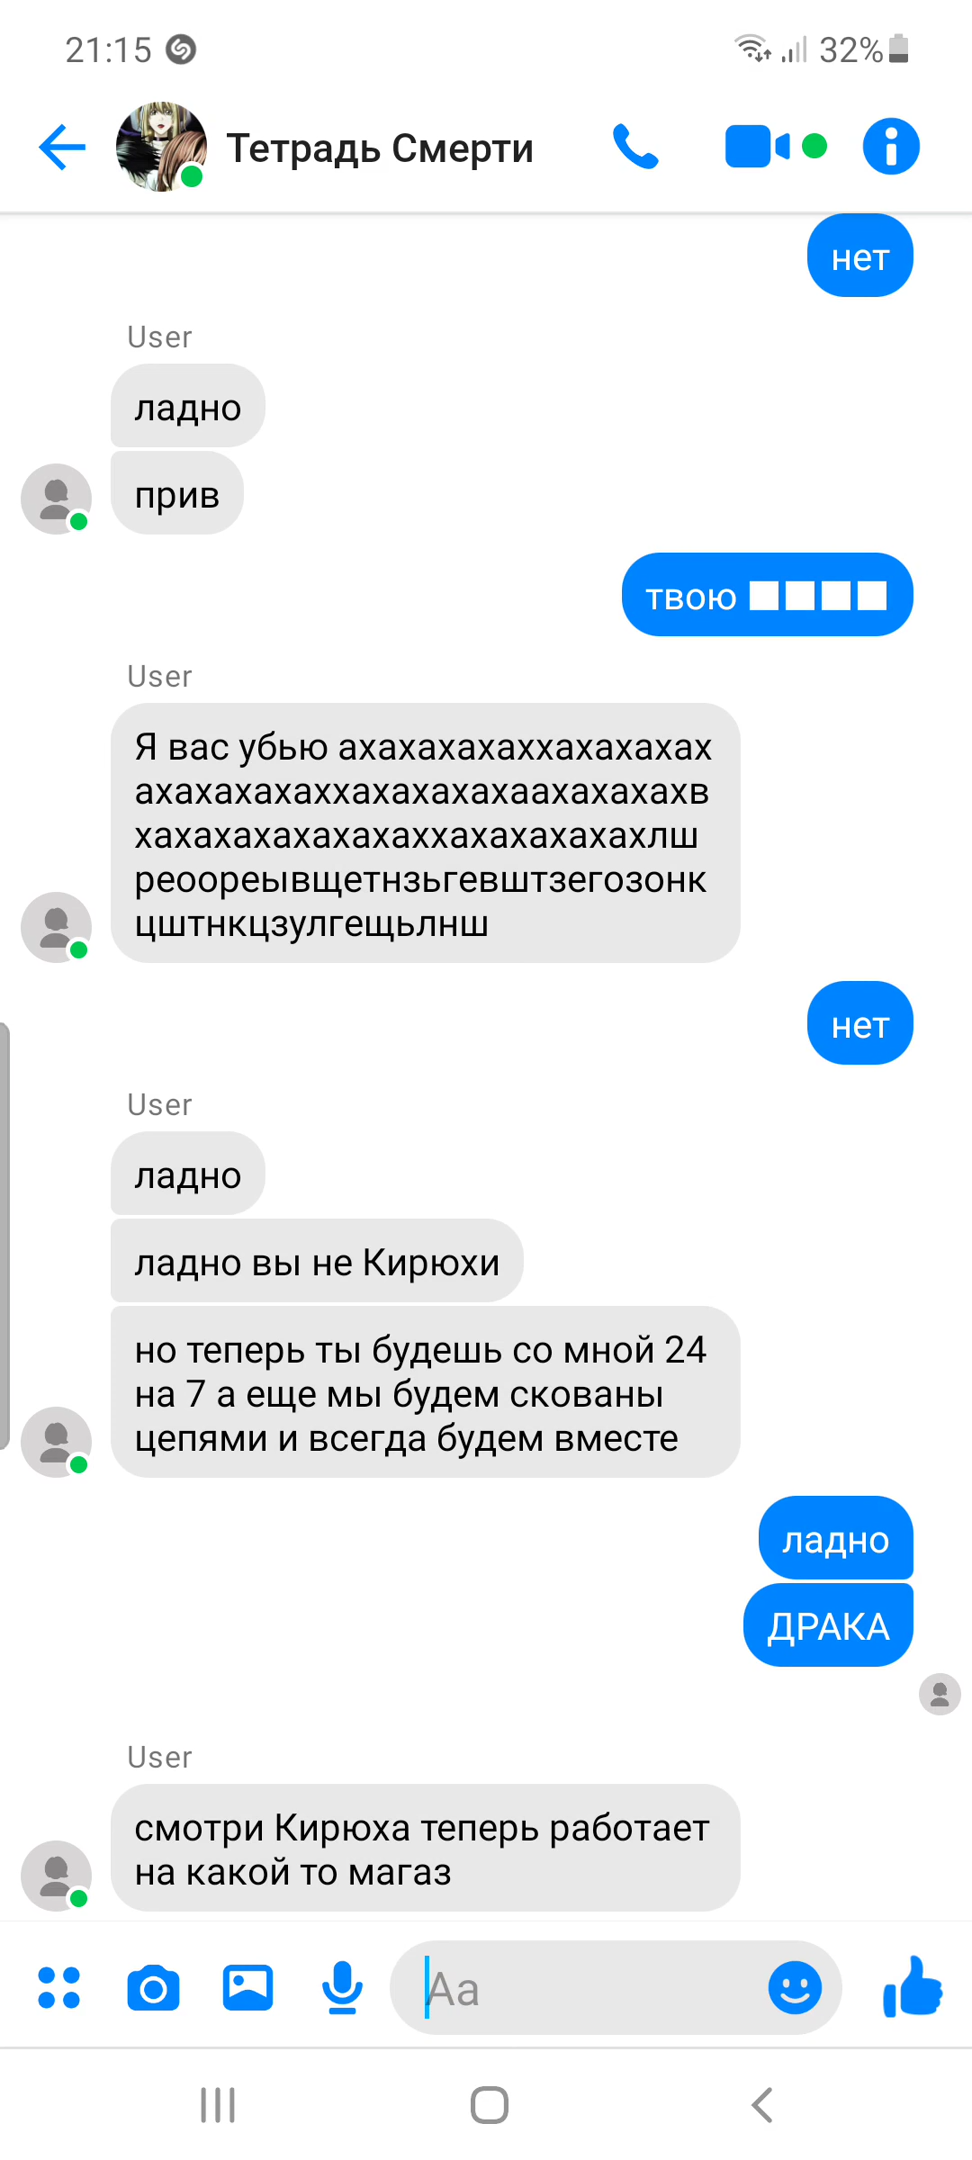 21:15
32%
Тетрадь Смерти
нет
User
ладно
прив
твою
User
Я вас убью ахахахахаххахахахах
ахахахахаххахахахахаахахахахв
хахахахахахахаххахахахахахлш
реоореывщетнзьгевштзегозонк
цштнкцзулгещьлнш
нет
User
ладно
ладно вы не Кирюхи
но теперь ты будешь со мной 24
на 7 а еще мы будем скованы
цепями и всегда будем вместе
ладно
ДРАКА
User
смотри Кирюха теперь работает
на какой то магаз
Aa